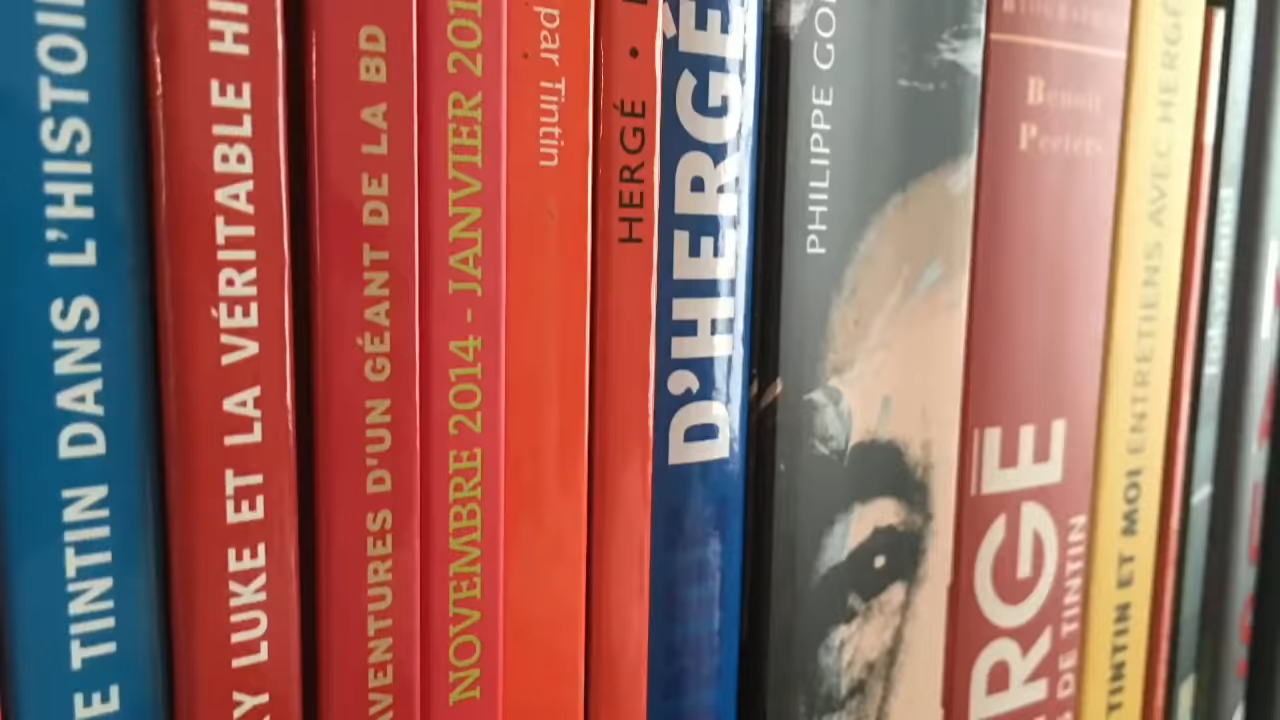 E TINTIN DANS L'HISTOI
Y LUKE ET LA VÉRITABLE HI
AVENTURES D'UN GÉANT DE LA BD
NOVEMBRE 2014 - JANVIER 201
par Tintin
HERGÉ •
D'HERGÉ
PHILIPPE GO
Benoît
Peeters
RGÉ
DE TINTIN
TINTIN ET MOI ENTRETIENS AVEC HERGÉ